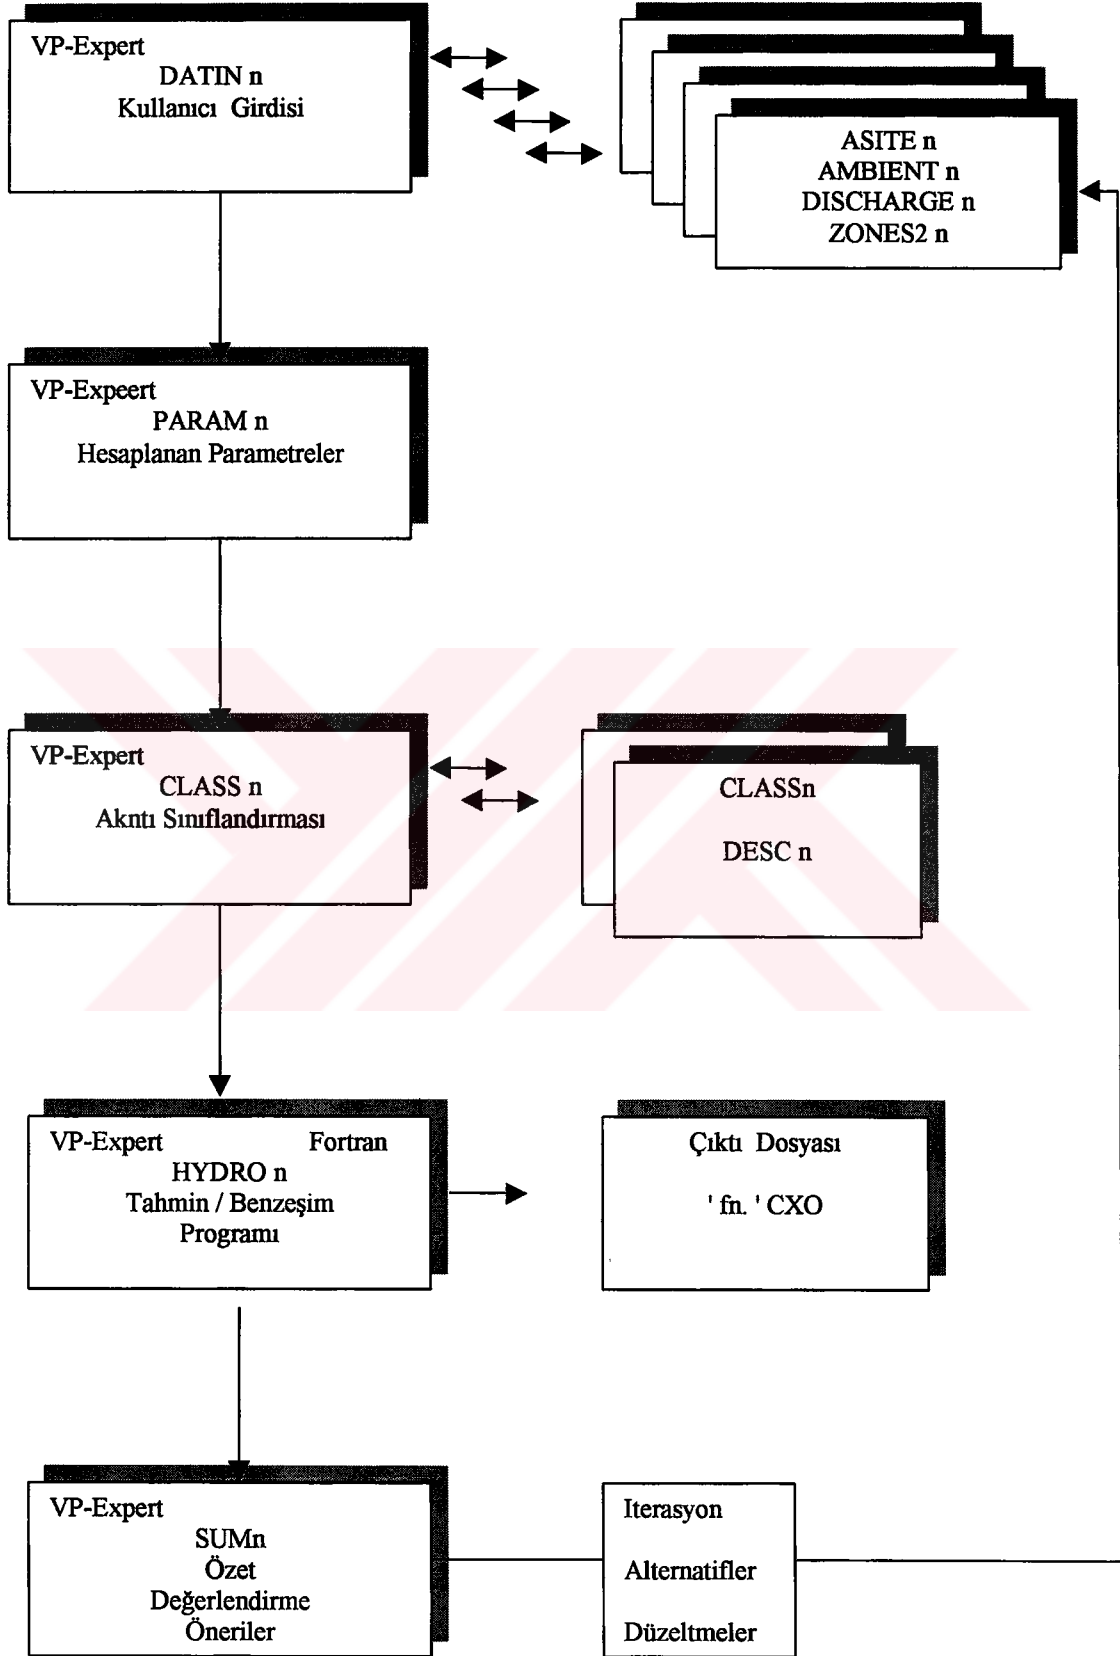 VP-Expert
DATIN n
Kullanıcı Girdisi
ASITE n
AMBIENT n
DISCHARGE n
ZONES2 n
VP-Expeert
PARAM n
Hesaplanan Parametreler
VP-Expert
CLASS n
Akntı Sınıflandırması
CLASSn
DESC n
VP-Expert Fortran
HYDRO n
Tahmin / Benzeşim
Programı
Çıktı Dosyası
' fn. ' CXO
VP-Expert
SUMn
Özet
Değerlendirme
Öneriler
Iterasyon
Alternatifler
Düzeltmeler